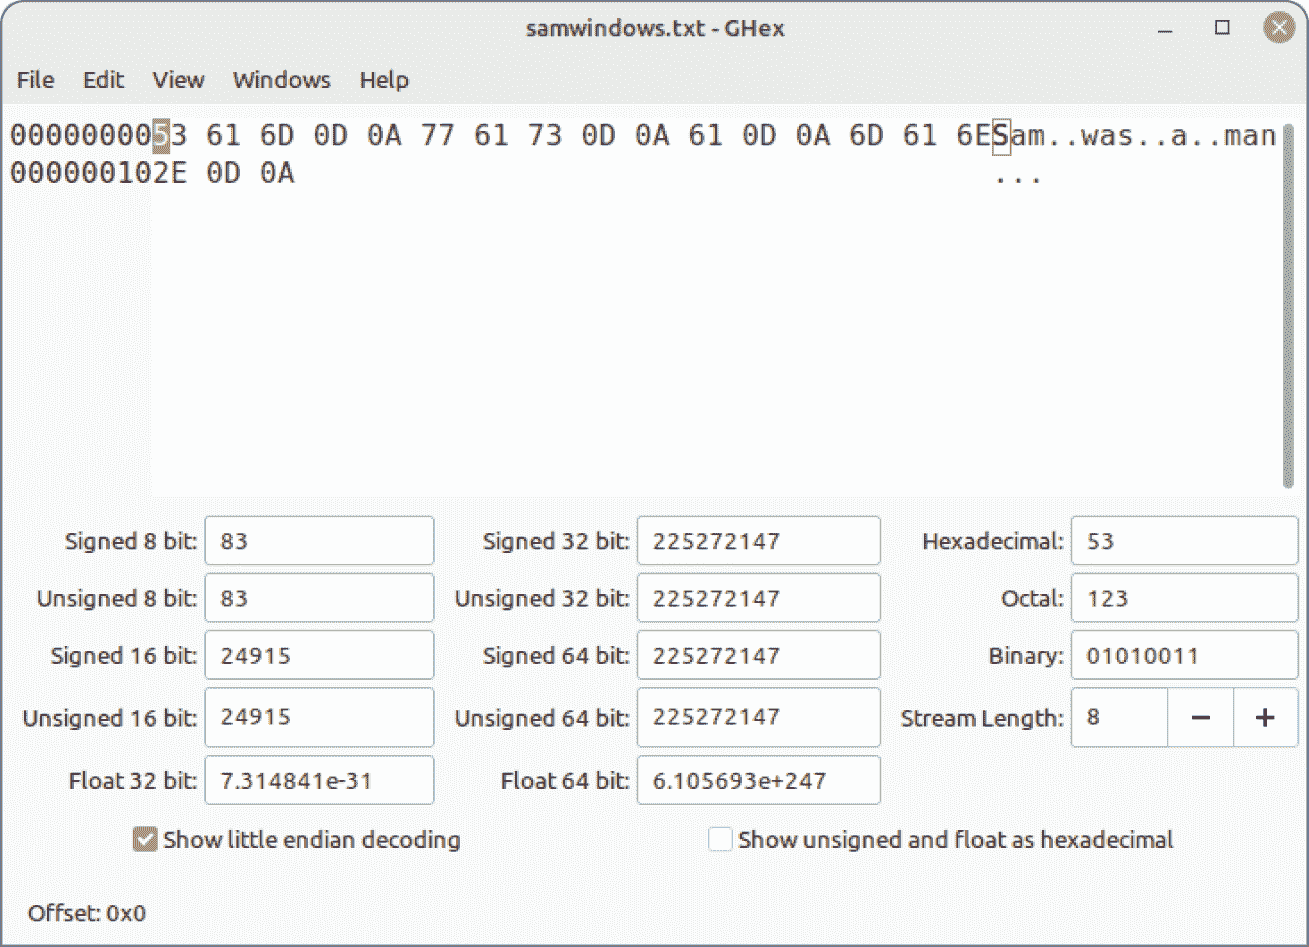 samwindows.txt - GHex
File Edit View Windows Help
0000000053 61 6D 0D 0A 77 61 73 0D 0A 61 0D 0A 6D 61 6ESam..was..a..man
000000102E 0D 0A ...
Signed 8 bit: 83 Signed 32 bit: 225272147 Hexadecimal: 53
Unsigned 8 bit: 83 Unsigned 32 bit: 225272147 Octal: 123
Signed 16 bit: 24915 Signed 64 bit: 225272147 Binary: 01010011
Unsigned 16 bit: 24915 Unsigned 64 bit: 225272147 Stream Length: 8 − +
Float 32 bit: 7.314841e-31 Float 64 bit: 6.105693e+247
Show little endian decoding Show unsigned and float as hexadecimal
Offset: 0x0